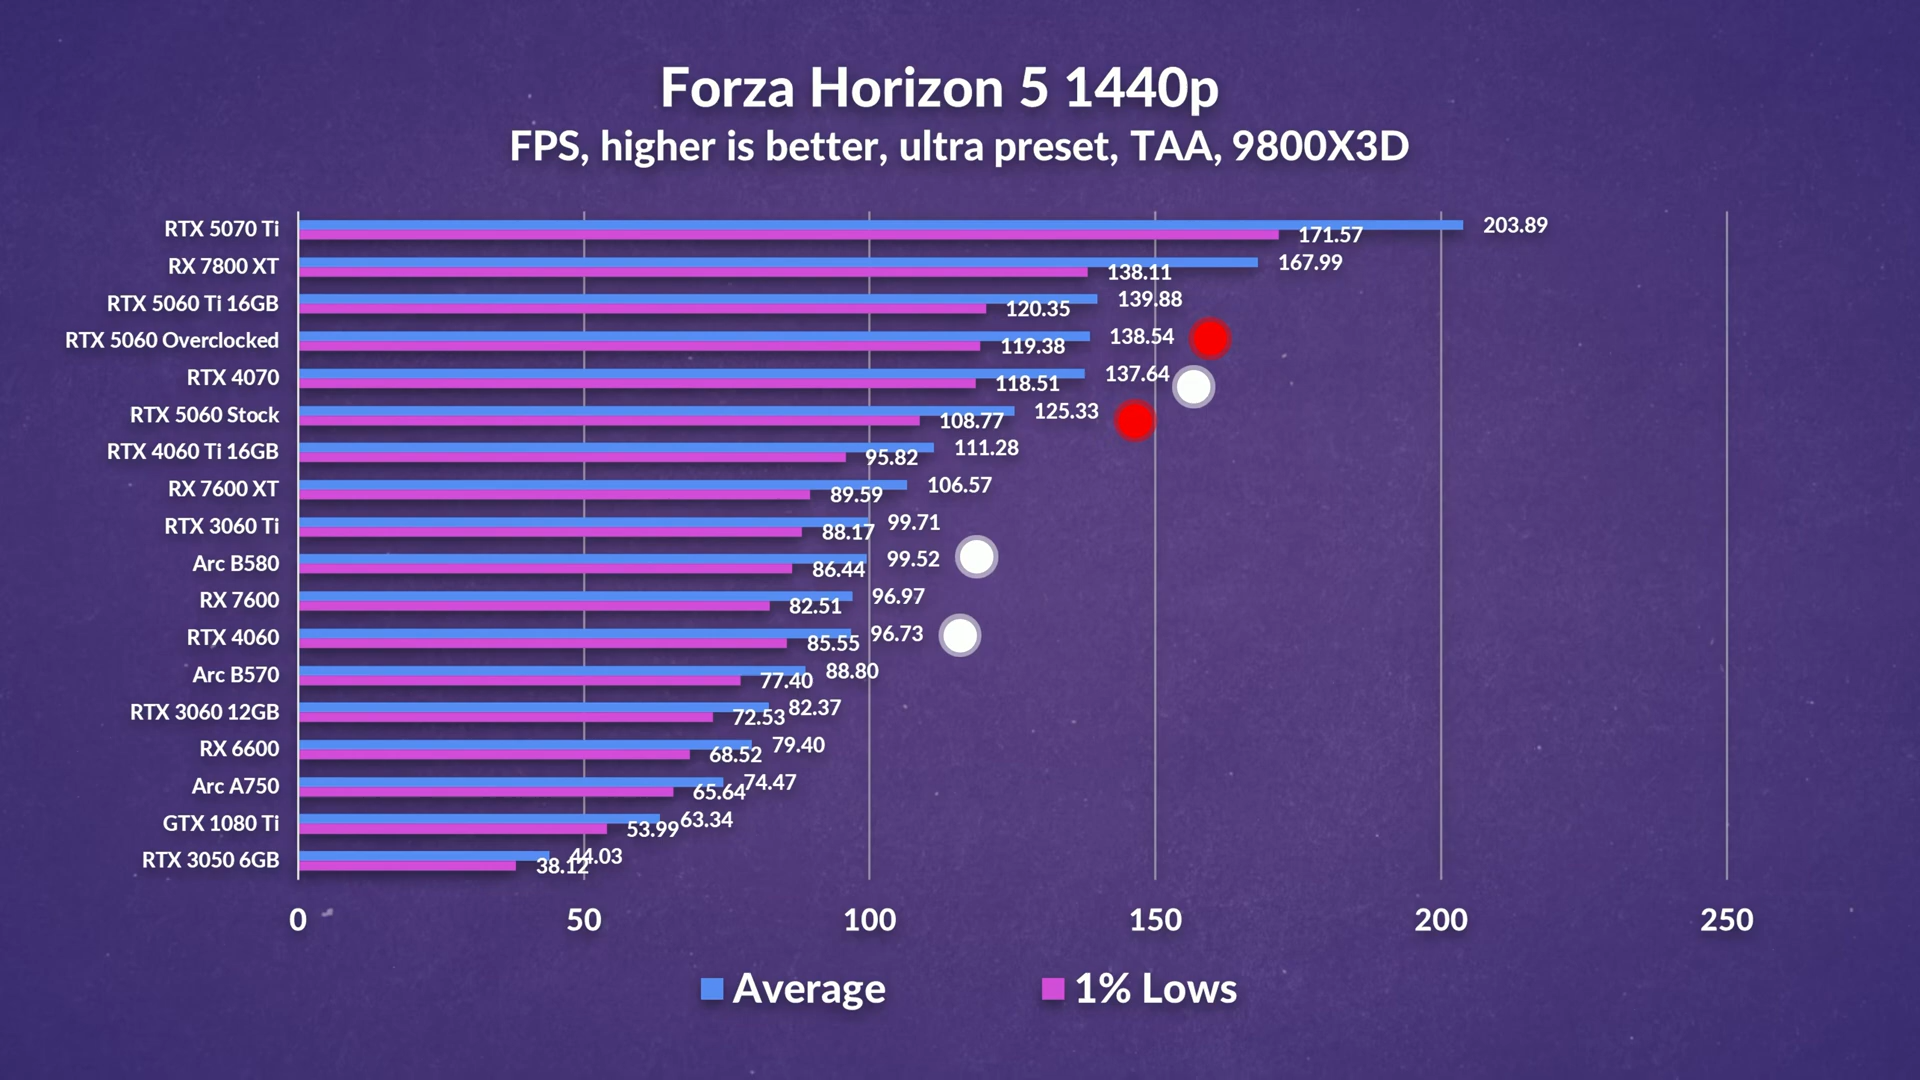 Forza Horizon 5 1440p
FPS, higher is better, ultra preset, TAA, 9800X3D
RTX 5070 Ti 203.89
171.57
RX 7800 XT 167.99
138.11
RTX 5060 Ti 16GB 139.88
120.35
RTX 5060 Overclocked 138.54
119.38
RTX 4070 137.64
118.51
RTX 5060 Stock 125.33
108.77
RTX 4060 Ti 16GB 111.28
95.82
RX 7600 XT 106.57
89.59
RTX 3060 Ti 99.71
88.17
Arc B580 99.52
86.44
RX 7600 96.97
82.51
RTX 4060 96.73
85.55
Arc B570 88.80
77.40
RTX 3060 12GB 82.37
72.53
RX 6600 79.40
68.52
Arc A750 74.47
65.64
GTX 1080 Ti 63.34
53.99
RTX 3050 6GB 44.03
38.12
0 50 100 150 200 250
Average 1% Lows